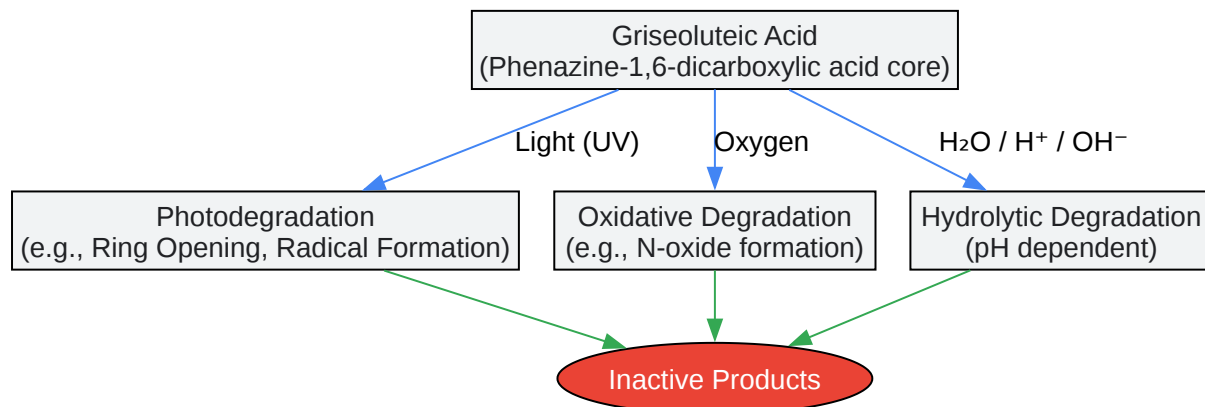 Griseoluteic Acid
(Phenazine-1,6-dicarboxylic acid core)
Light (UV)
Oxygen
H₂O / H⁺ / OH⁻
Photodegradation
(e.g., Ring Opening, Radical Formation)
Oxidative Degradation
(e.g., N-oxide formation)
Hydrolytic Degradation
(pH dependent)
Inactive Products